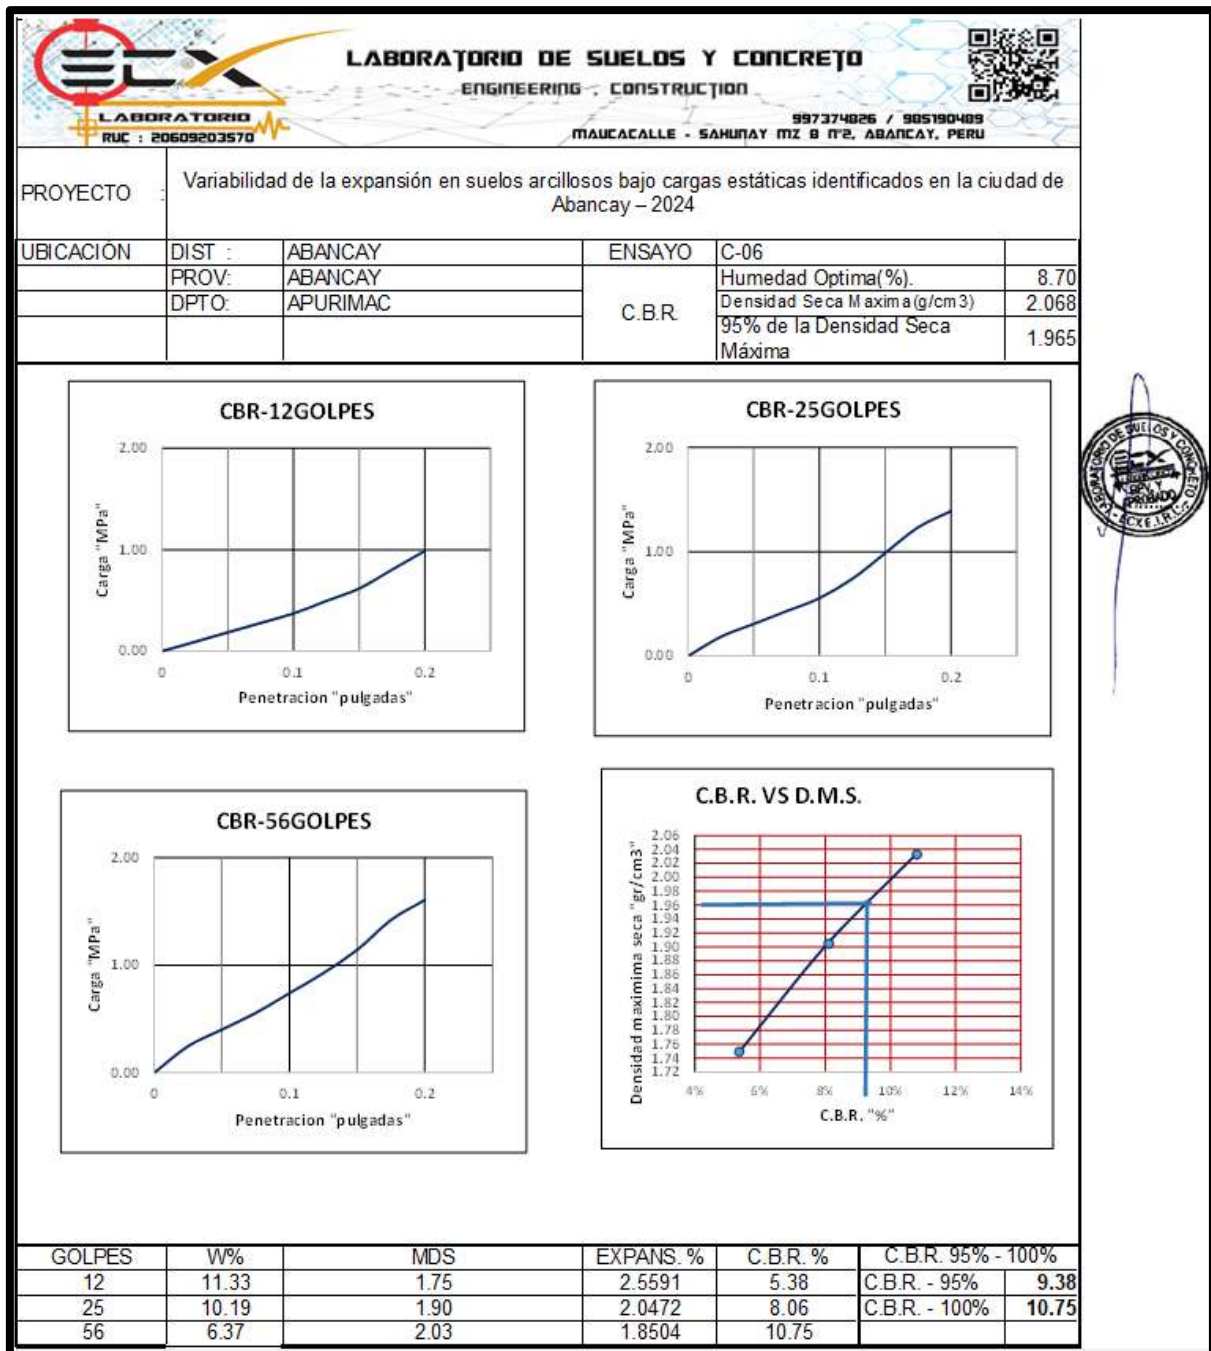 ECX
LABORATORIO
RUC : 20609203570
LABORATORIO DE SUELOS Y CONCRETO
ENGINEERING , CONSTRUCTION
997374826 / 985190489
MAUCACALLE - SAHUNAY MZ B N°2, ABANCAY, PERU
PROYECTO :
Variabilidad de la expansión en suelos arcillosos bajo cargas estáticas identificados en la ciudad de
Abancay – 2024
UBICACIÓN DIST : ABANCAY ENSAYO C-06
PROV: ABANCAY C.B.R. Humedad Optima(%). 8.70
DPTO: APURIMAC Densidad Seca Maxima(g/cm3) 2.068
95% de la Densidad Seca
Máxima 1.965
CBR-12GOLPES
Carga "MPa"
2.00
1.00
0.00
0 0.1 0.2
Penetracion "pulgadas"
CBR-25GOLPES
Carga "MPa"
2.00
1.00
0.00
0 0.1 0.2
Penetracion "pulgadas"
LABORATORIO DE SUELOS Y CONCRETO
APROBADO
CBR-56GOLPES
Carga "MPa"
2.00
1.00
0.00
0 0.1 0.2
Penetracion "pulgadas"
C.B.R. VS D.M.S.
Densidad maximima seca "gr/cm3"
2.06
2.04
2.02
2.00
1.98
1.96
1.94
1.92
1.90
1.88
1.86
1.84
1.82
1.80
1.78
1.76
1.74
1.72
4% 6% 8% 10% 12% 14%
C.B.R. "%"
GOLPES W% MDS EXPANS. % C.B.R. % C.B.R. 95% - 100%
12 11.33 1.75 2.5591 5.38 C.B.R. - 95% 9.38
25 10.19 1.90 2.0472 8.06 C.B.R. - 100% 10.75
56 6.37 2.03 1.8504 10.75